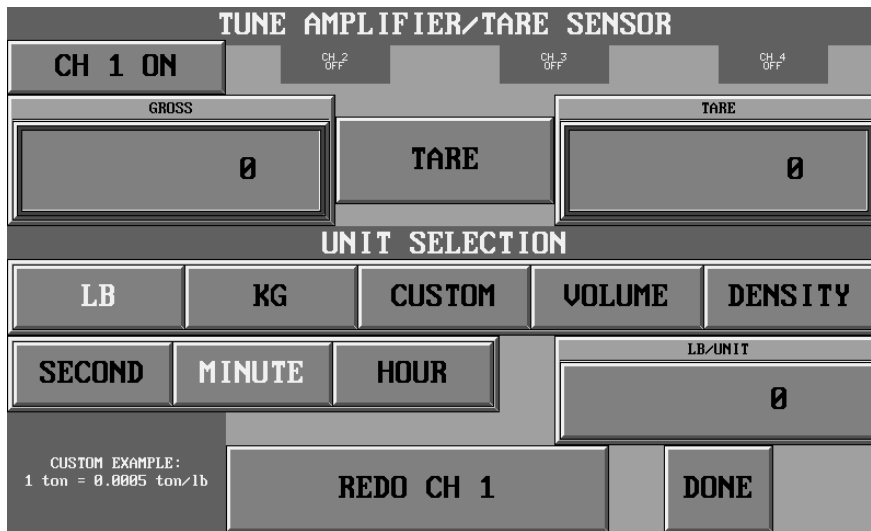 TUNE AMPLIFIER/TARE SENSOR
CH 1 ON
CH 2
OFF
CH 3
OFF
CH 4
OFF
GROSS
0
TARE
TARE
0
UNIT SELECTION
LB
KG
CUSTOM
VOLUME
DENSITY
SECOND
MINUTE
HOUR
LB/UNIT
0
CUSTOM EXAMPLE:
1 ton = 0.0005 ton/lb
REDO CH 1
DONE